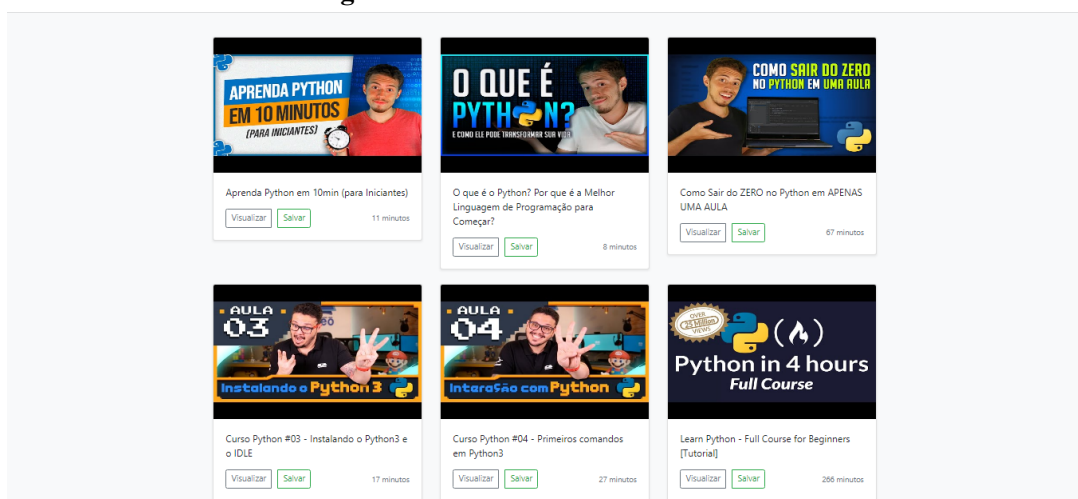 g
APRENDA PYTHON
EM 10 MINUTOS
(PARA INICIANTES)
Aprenda Python em 10min (para Iniciantes)
Visualizar
Salvar
11 minutos
O QUE É
PYTHON?
E COMO ELE PODE TRANSFORMAR SUA VIDA
O que é o Python? Por que é a Melhor
Linguagem de Programação para
Começar?
Visualizar
Salvar
8 minutos
COMO SAIR DO ZERO
NO PYTHON EM UMA AULA
Como Sair do ZERO no Python em APENAS
UMA AULA
Visualizar
Salvar
67 minutos
AULA
03
Instalando o Python 3
Curso Python #03 - Instalando o Python3 e
o IDLE
Visualizar
Salvar
17 minutos
AULA
04
Interação com Python
Curso Python #04 - Primeiros comandos
em Python3
Visualizar
Salvar
27 minutos
OVER
25 Million
VIEWS
Python in 4 hours
Full Course
Learn Python - Full Course for Beginners
[Tutorial]
Visualizar
Salvar
266 minutos